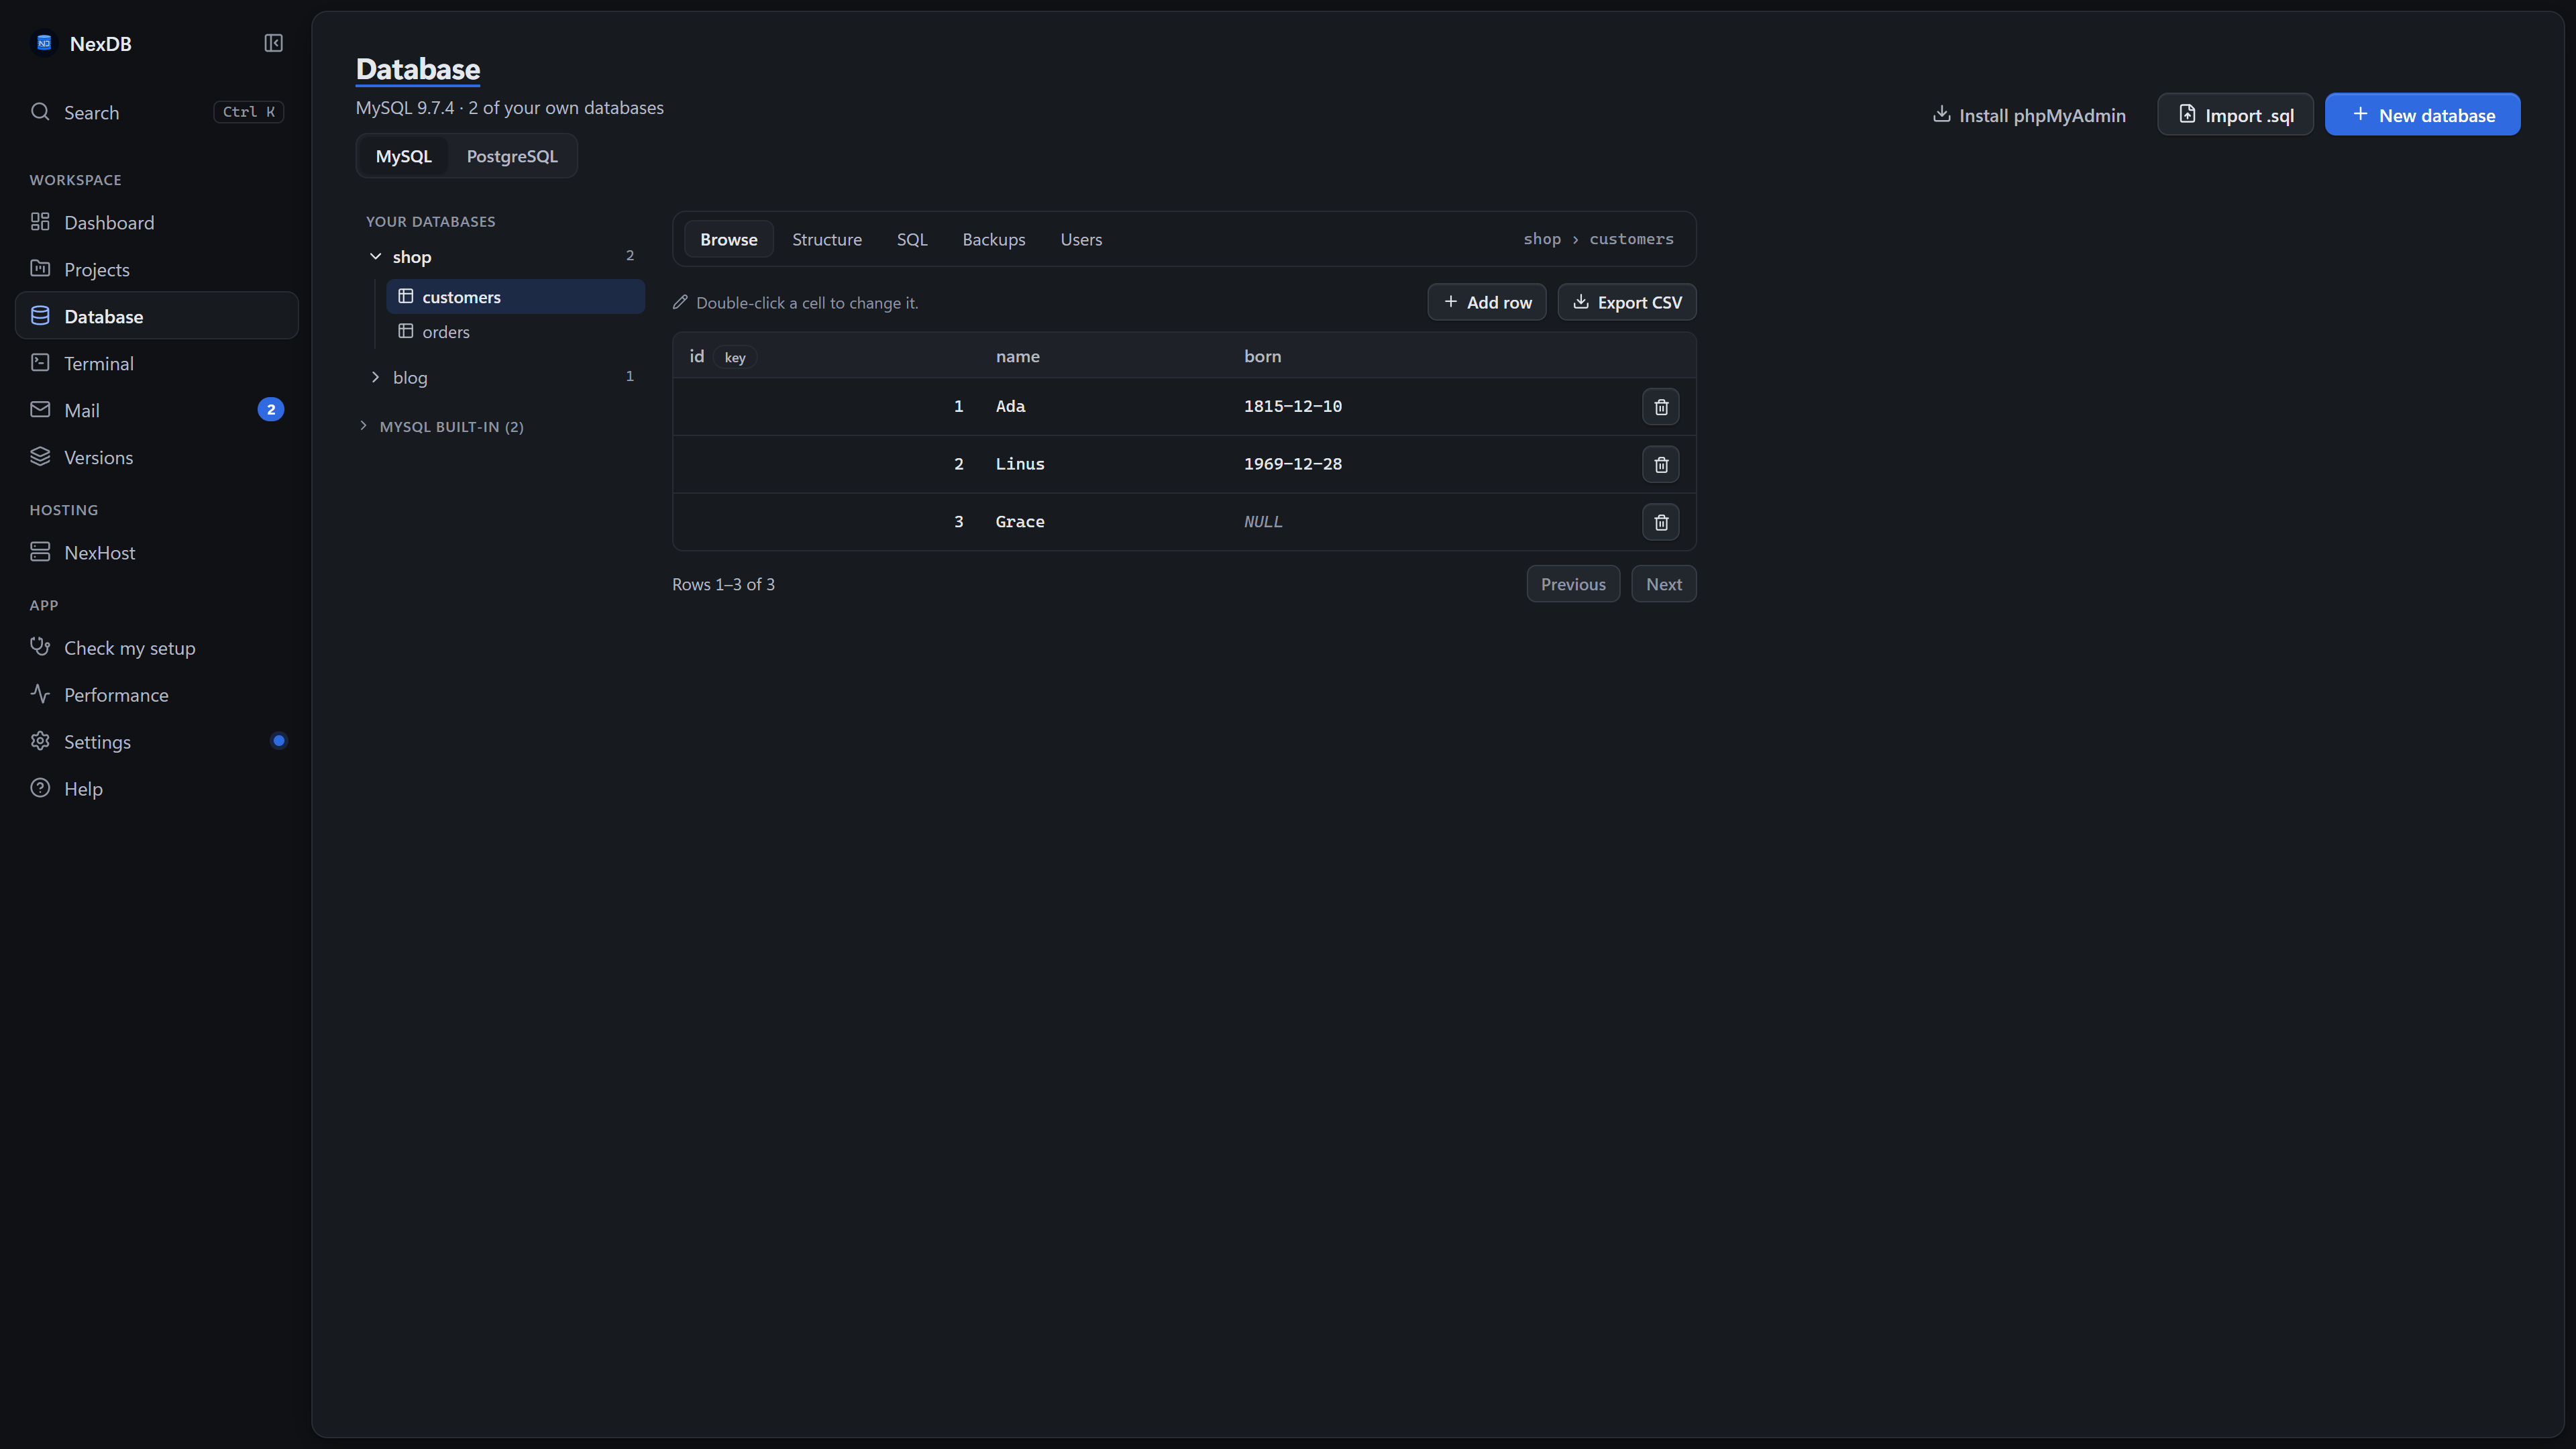 NexDB
Search Ctrl K
WORKSPACE
Dashboard
Projects
Database
Terminal
Mail 2
Versions
HOSTING
NexHost
APP
Check my setup
Performance
Settings
Help
Database
MySQL 9.7.4 · 2 of your own databases
Install phpMyAdmin Import .sql New database
MySQL PostgreSQL
YOUR DATABASES
shop 2
customers
orders
blog 1
MYSQL BUILT-IN (2)
Browse Structure SQL Backups Users shop › customers
Double-click a cell to change it. Add row Export CSV
id key name born
1 Ada 1815-12-10
2 Linus 1969-12-28
3 Grace NULL
Rows 1–3 of 3 Previous Next